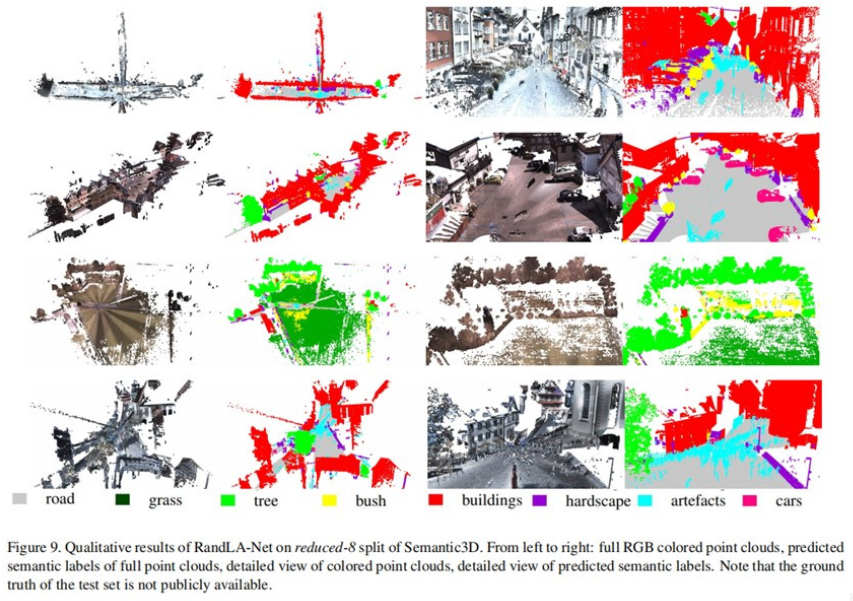 road grass tree bush buildings hardscape artefacts cars
Figure 9. Qualitative results of RandLA-Net on reduced-8 split of Semantic3D. From left to right: full RGB colored point clouds, predicted
semantic labels of full point clouds, detailed view of colored point clouds, detailed view of predicted semantic labels. Note that the ground
truth of the test set is not publicly available.